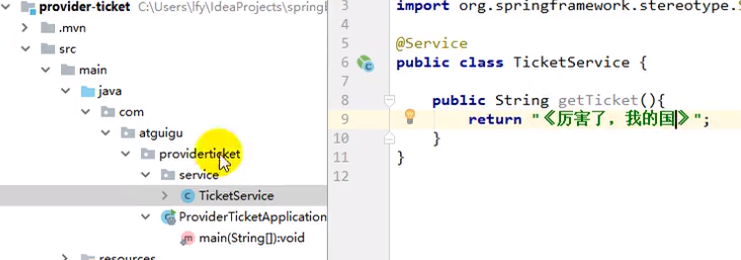 provider-ticket C:\Users\lfy\IdeaProjects\spring
.mvn
src
main
java
com
atguigu
providerticket
service
TicketService
ProviderTicketApplication
main(String[]):void
resources
3 import org.springframework.stereotype.S
4
5 @Service
6 public class TicketService {
7
8 public String getTicket(){
9 return "《厉害了，我的国》";
10 }
11 }
12